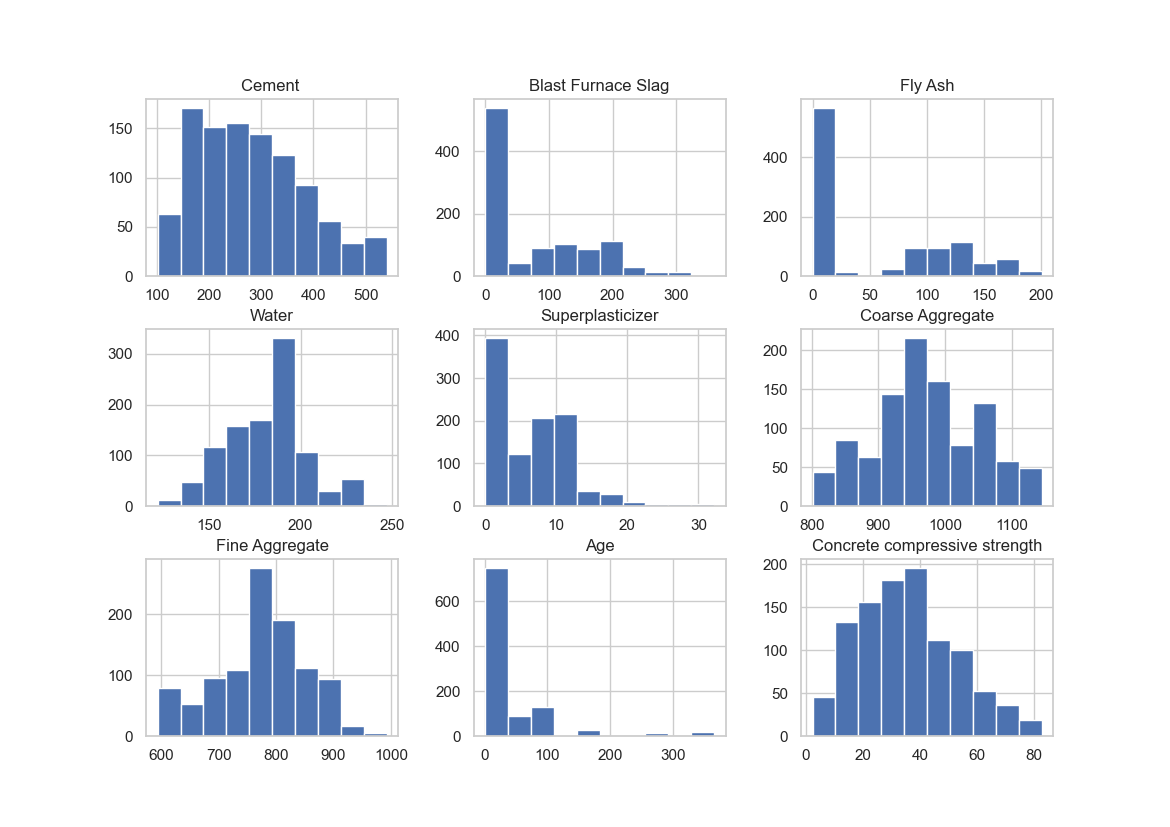 Cement
Blast Furnace Slag
Fly Ash
150
100
50
0
100 200 300 400 500
400
200
0
0 100 200 300
400
200
0
0 50 100 150 200
Water
Superplasticizer
Coarse Aggregate
300
200
100
0
150 200 250
400
300
200
100
0
0 10 20 30
200
150
100
50
0
800 900 1000 1100
Fine Aggregate
Age
Concrete compressive strength
200
100
0
600 700 800 900 1000
600
400
200
0
0 100 200 300
200
150
100
50
0
0 20 40 60 80